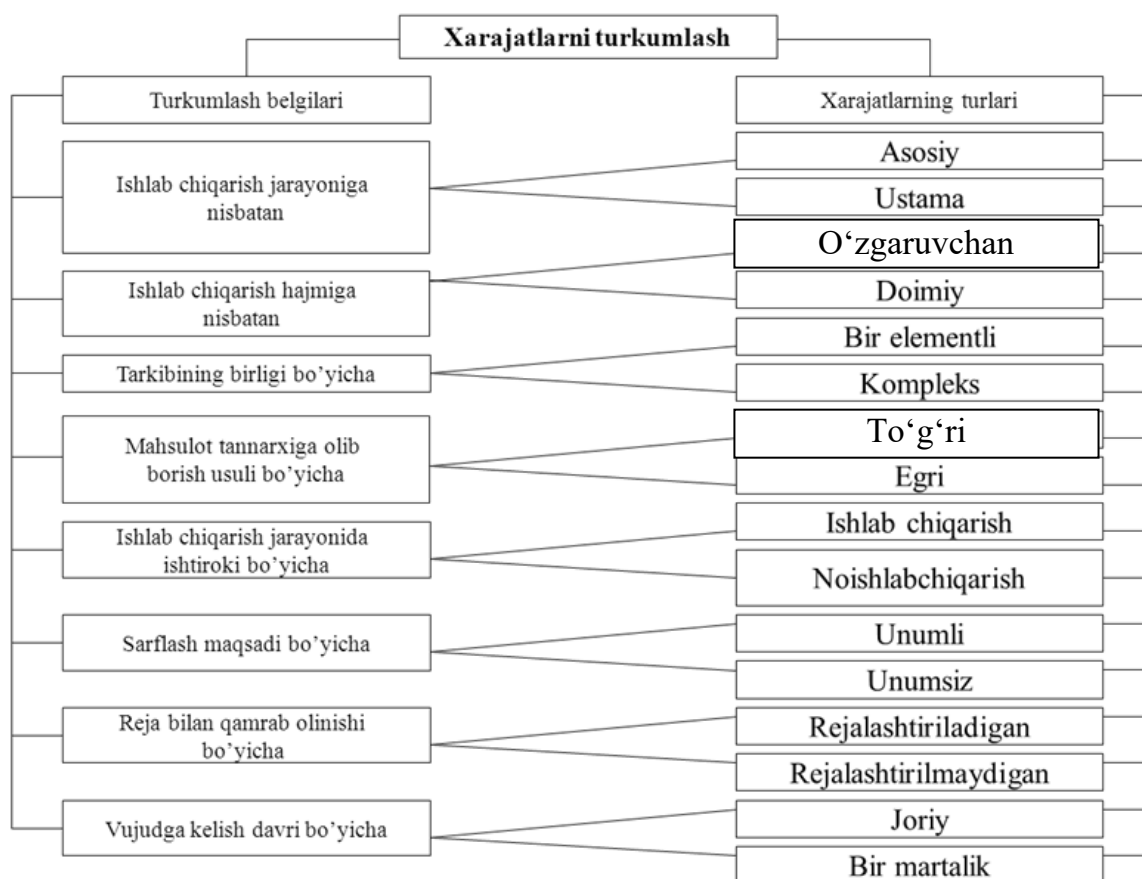 Xarajatlarni turkumlash
Turkumlash belgilari
Xarajatlarning turlari
Ishlab chiqarish jarayoniga
nisbatan
Asosiy
Ustama
Ishlab chiqarish hajmiga
nisbatan
O‘zgaruvchan
Doimiy
Tarkibining birligi bo’yicha
Bir elementli
Kompleks
Mahsulot tannarxiga olib
borish usuli bo’yicha
To‘g‘ri
Egri
Ishlab chiqarish jarayonida
ishtiroki bo’yicha
Ishlab chiqarish
Noishlabchiqarish
Sarflash maqsadi bo’yicha
Unumli
Unumsiz
Reja bilan qamrab olinishi
bo’yicha
Rejalashtiriladigan
Rejalashtirilmaydigan
Vujudga kelish davri bo’yicha
Joriy
Bir martalik